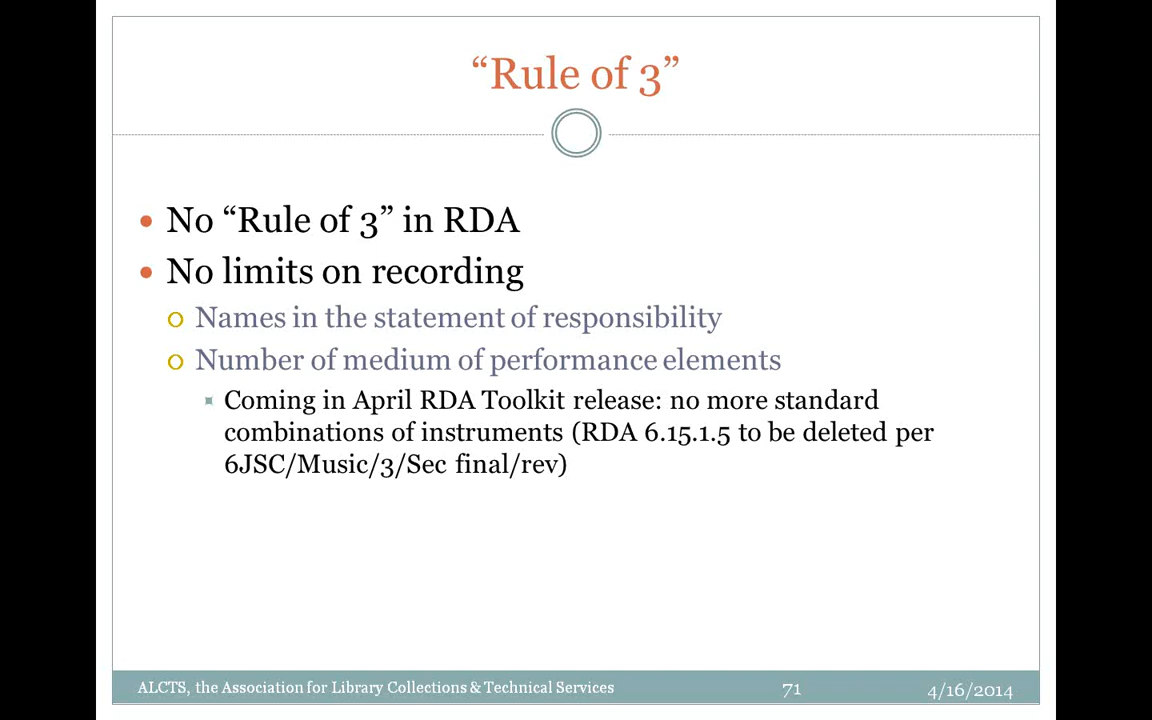 “Rule of 3”
No “Rule of 3” in RDA
No limits on recording
Names in the statement of responsibility
Number of medium of performance elements
Coming in April RDA Toolkit release: no more standard
combinations of instruments (RDA 6.15.1.5 to be deleted per
6JSC/Music/3/Sec final/rev)
ALCTS, the Association for Library Collections & Technical Services
71
4/16/2014